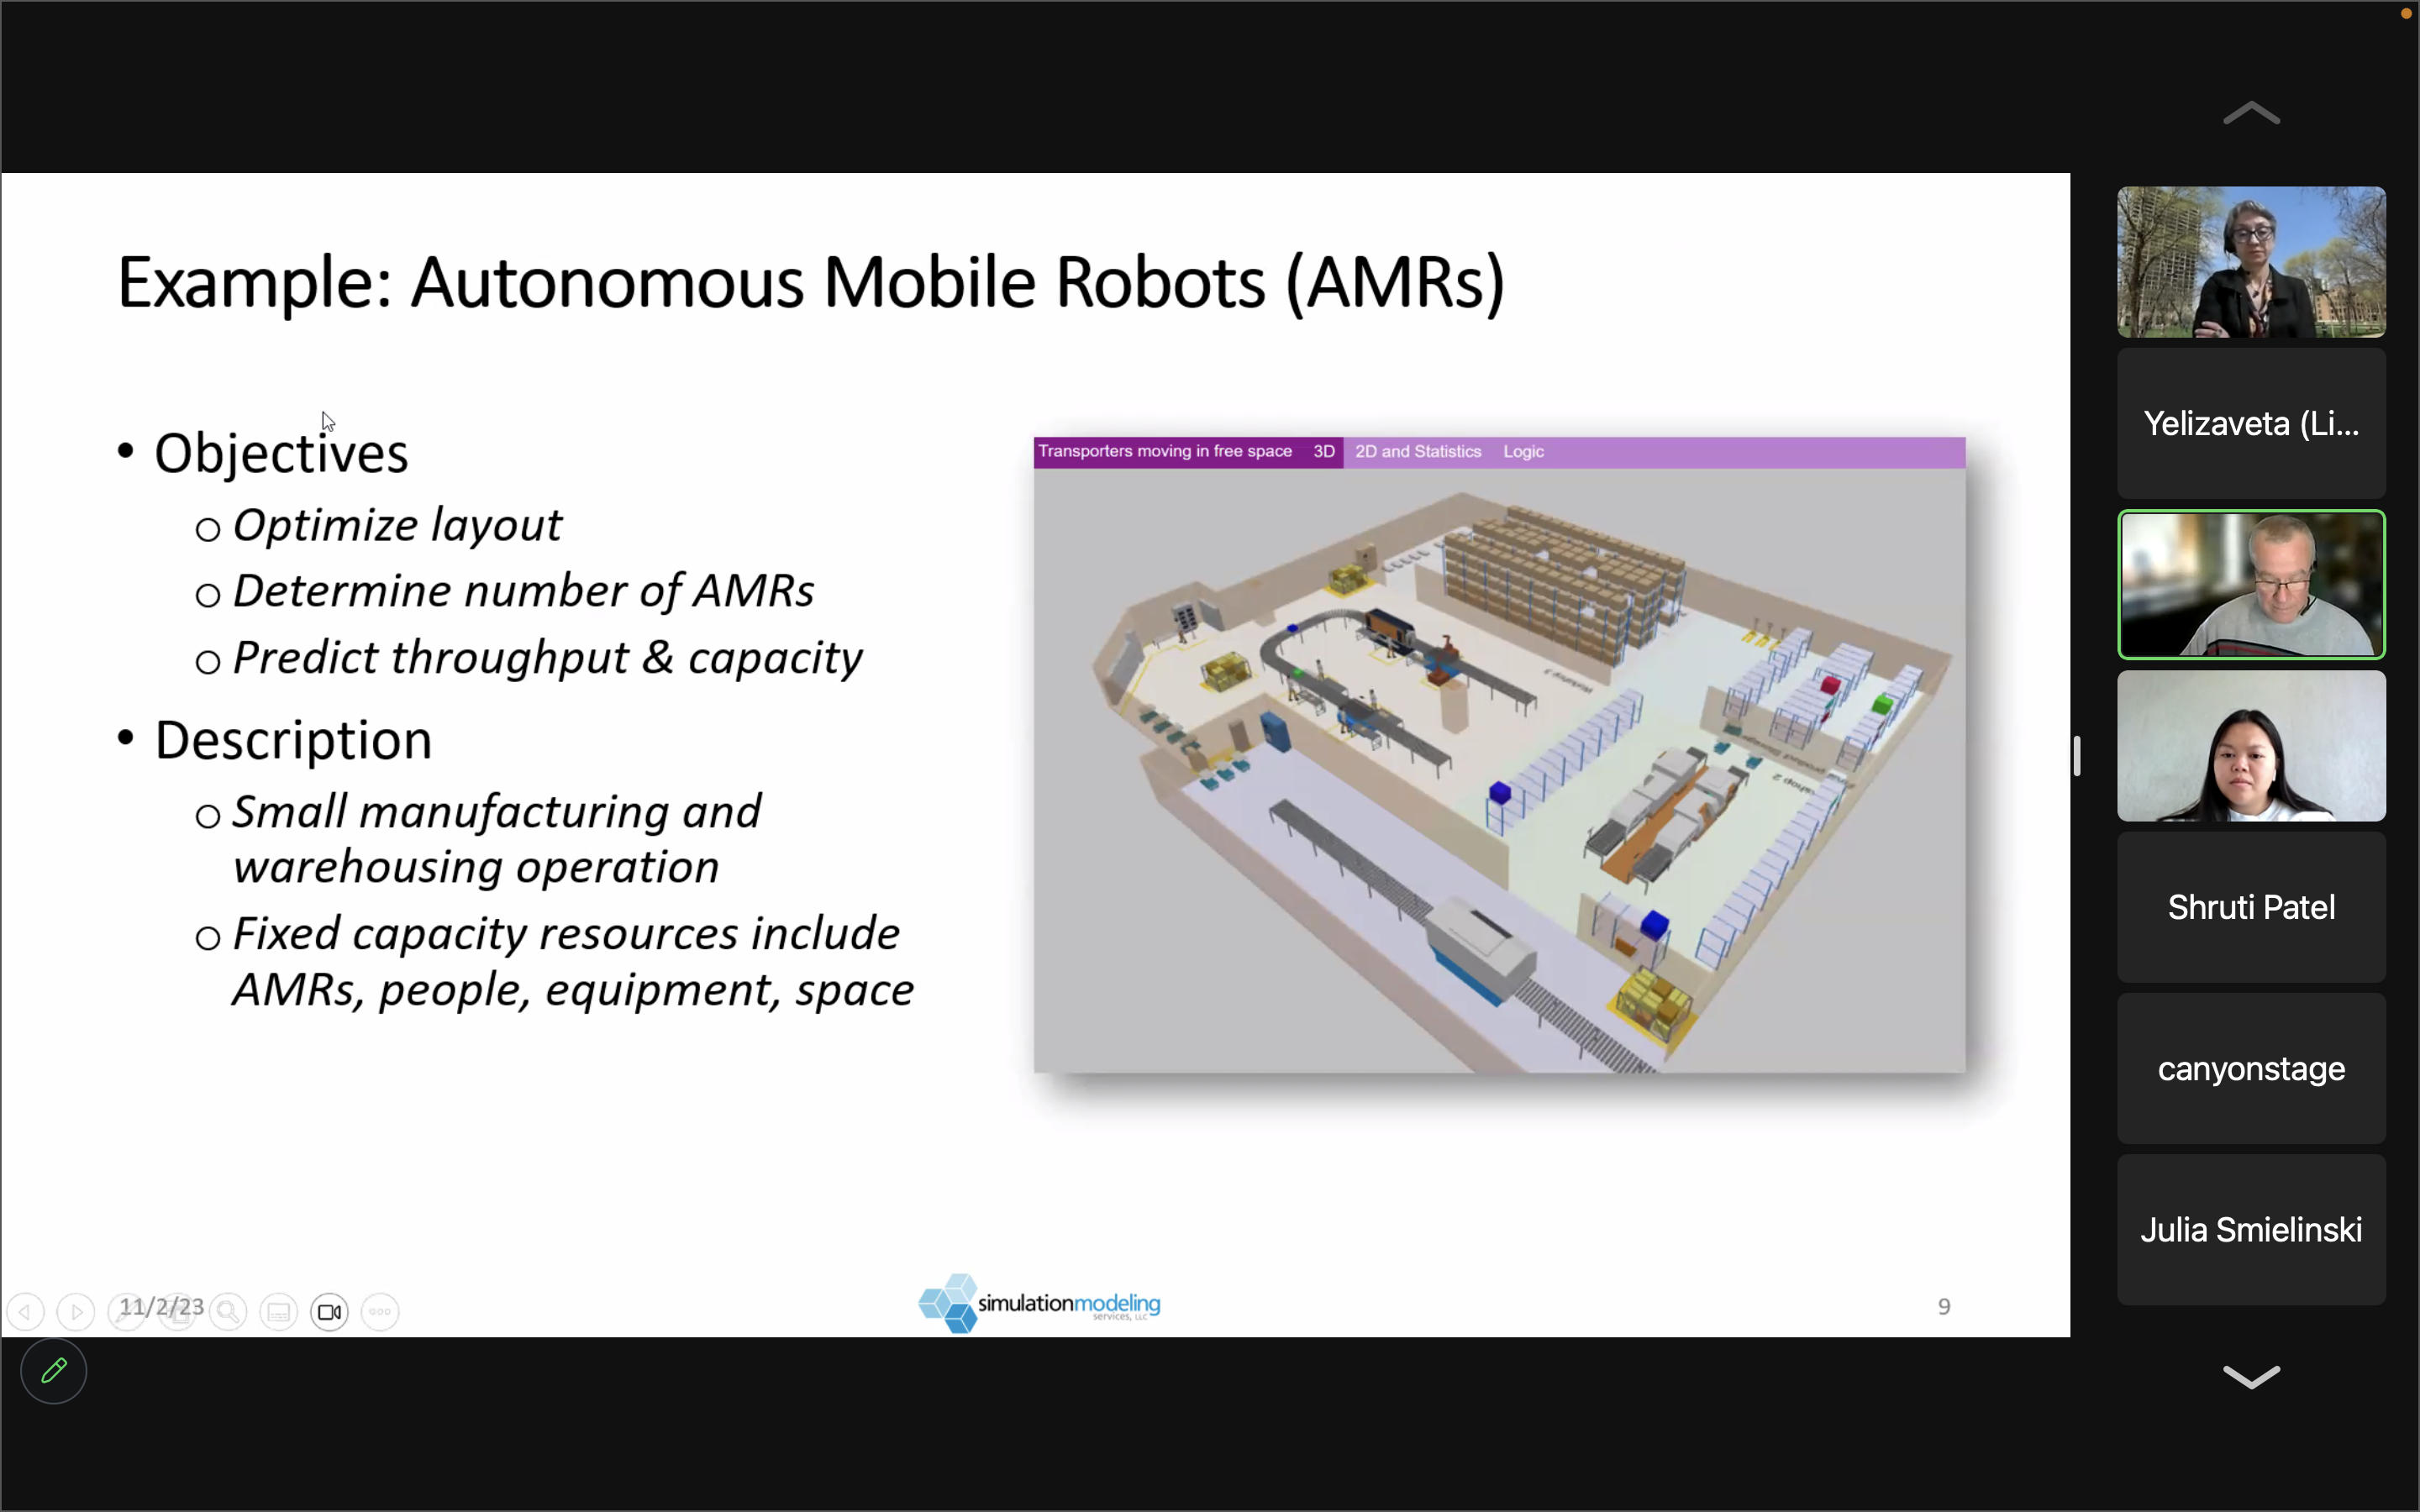 Example: Autonomous Mobile Robots (AMRs)
• Objectives
o Optimize layout
o Determine number of AMRs
o Predict throughput & capacity
• Description
o Small manufacturing and
warehousing operation
o Fixed capacity resources include
AMRs, people, equipment, space
Transporters moving in free space 3D 2D and Statistics Logic
11/2/23
simulationmodeling
services, LLC
9
Yelizaveta (Li...
Shruti Patel
canyonstage
Julia Smielinski